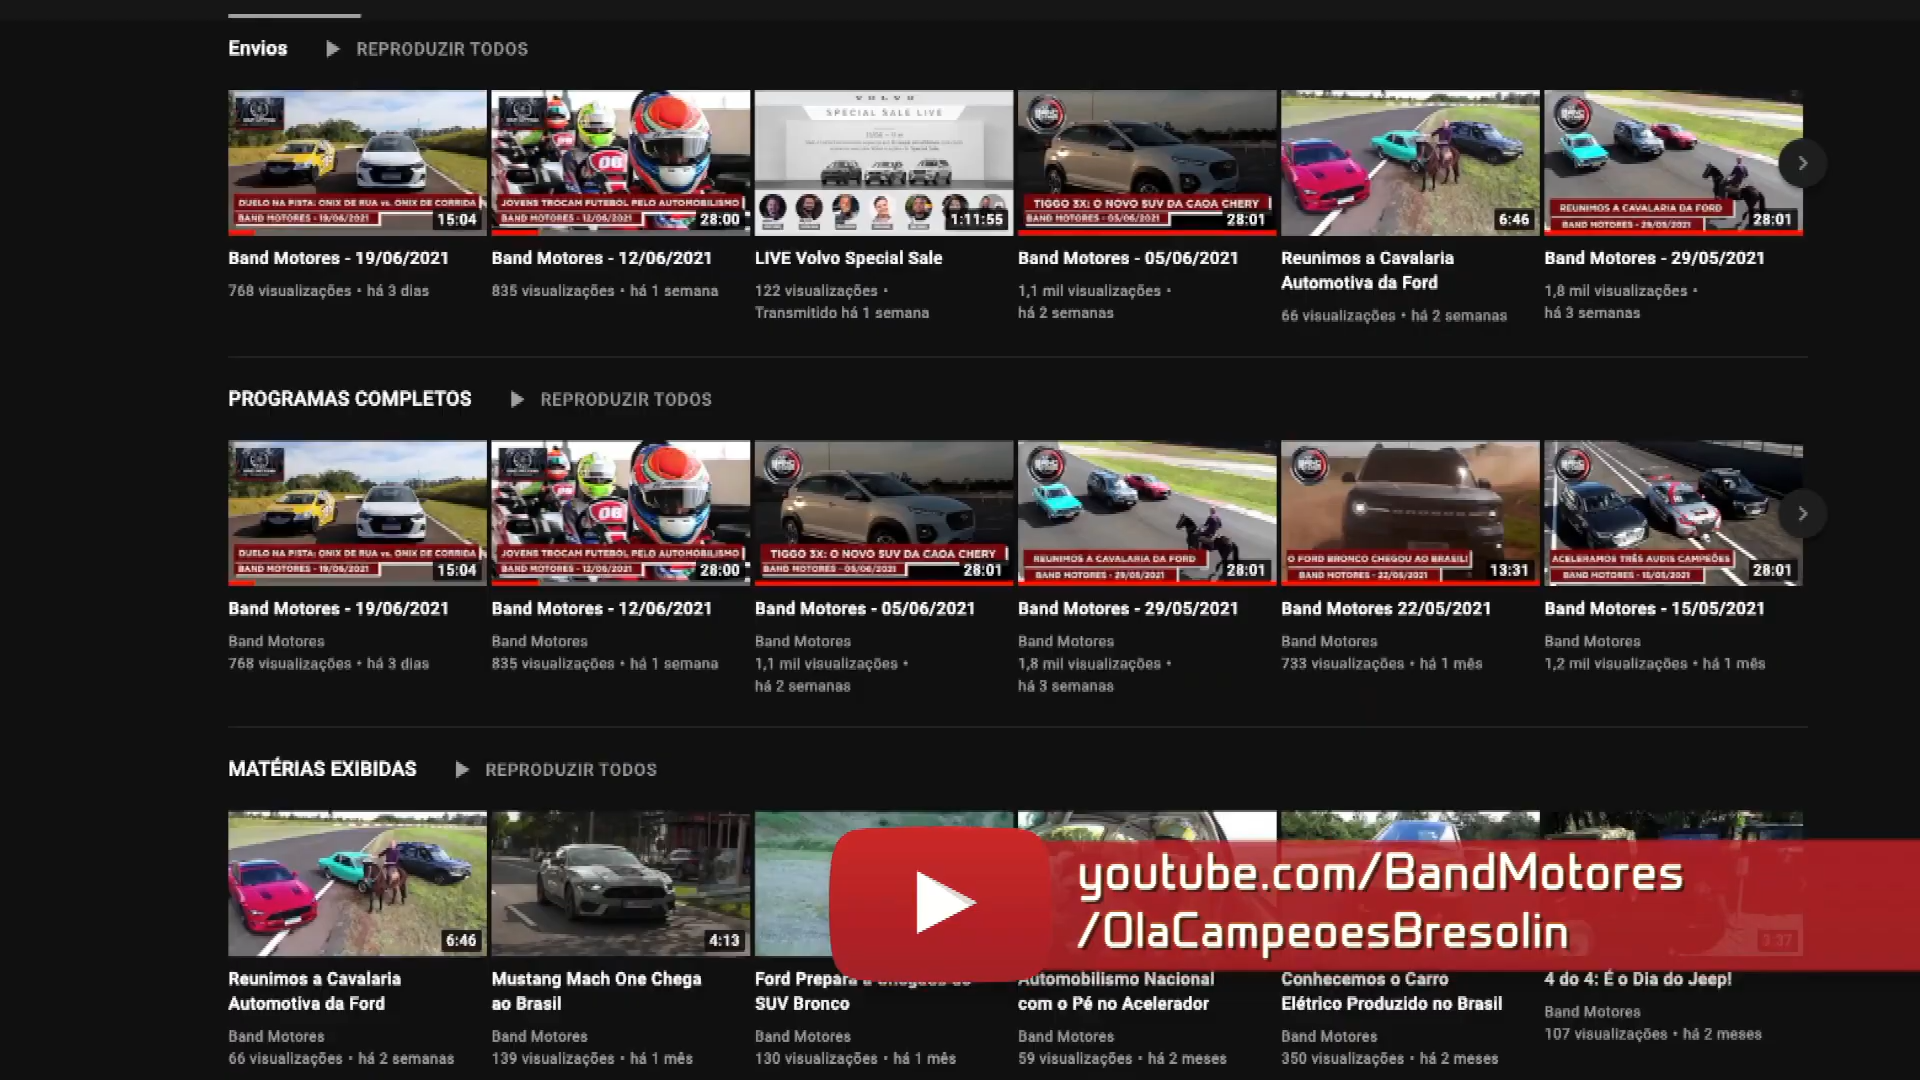 Envios
REPRODUZIR TODOS
DUELO NA PISTA: ONIX DE RUA vs. ONIX DE CORRIDA
BAND MOTORES - 19/06/2021
15:04
JOVENS TROCAM FUTEBOL PELO AUTOMOBILISMO
BAND MOTORES - 12/06/2021
28:00
VOLVO
SPECIAL SALE LIVE
1:11:55
TIGGO 3X: O NOVO SUV DA CAOA CHERY
BAND MOTORES - 05/06/2021
28:01
6:46
REUNIMOS A CAVALARIA DA FORD
BAND MOTORES - 29/05/2021
28:01
Band Motores - 19/06/2021
768 visualizações • há 3 dias
Band Motores - 12/06/2021
835 visualizações • há 1 semana
LIVE Volvo Special Sale
122 visualizações •
Transmitido há 1 semana
Band Motores - 05/06/2021
1,1 mil visualizações •
há 2 semanas
Reunimos a Cavalaria
Automotiva da Ford
66 visualizações • há 2 semanas
Band Motores - 29/05/2021
1,8 mil visualizações •
há 3 semanas
PROGRAMAS COMPLETOS
REPRODUZIR TODOS
DUELO NA PISTA: ONIX DE RUA vs. ONIX DE CORRIDA
BAND MOTORES - 19/06/2021
15:04
JOVENS TROCAM FUTEBOL PELO AUTOMOBILISMO
BAND MOTORES - 12/06/2021
28:00
TIGGO 3X: O NOVO SUV DA CAOA CHERY
BAND MOTORES - 05/06/2021
28:01
REUNIMOS A CAVALARIA DA FORD
BAND MOTORES - 29/05/2021
28:01
O FORD BRONCO CHEGOU AO BRASIL!
BAND MOTORES - 22/05/2021
13:31
ACELERAMOS TRÊS AUDIS CAMPEÕES
BAND MOTORES - 15/05/2021
28:01
Band Motores - 19/06/2021
Band Motores
768 visualizações • há 3 dias
Band Motores - 12/06/2021
Band Motores
835 visualizações • há 1 semana
Band Motores - 05/06/2021
Band Motores
1,1 mil visualizações •
há 2 semanas
Band Motores - 29/05/2021
Band Motores
1,8 mil visualizações •
há 3 semanas
Band Motores 22/05/2021
Band Motores
733 visualizações • há 1 mês
Band Motores - 15/05/2021
Band Motores
1,2 mil visualizações • há 1 mês
MATÉRIAS EXIBIDAS
REPRODUZIR TODOS
6:46
4:13
3:37
youtube.com/BandMotores
/OlaCampeoesBresolin
Reunimos a Cavalaria
Automotiva da Ford
Band Motores
66 visualizações • há 2 semanas
Mustang Mach One Chega
ao Brasil
Band Motores
139 visualizações • há 1 mês
Ford Prepara a Chegada do
SUV Bronco
Band Motores
130 visualizações • há 1 mês
Automobilismo Nacional
com o Pé no Acelerador
Band Motores
59 visualizações • há 2 meses
Conhecemos o Carro
Elétrico Produzido no Brasil
Band Motores
350 visualizações • há 2 meses
4 do 4: É o Dia do Jeep!
Band Motores
107 visualizações • há 2 meses